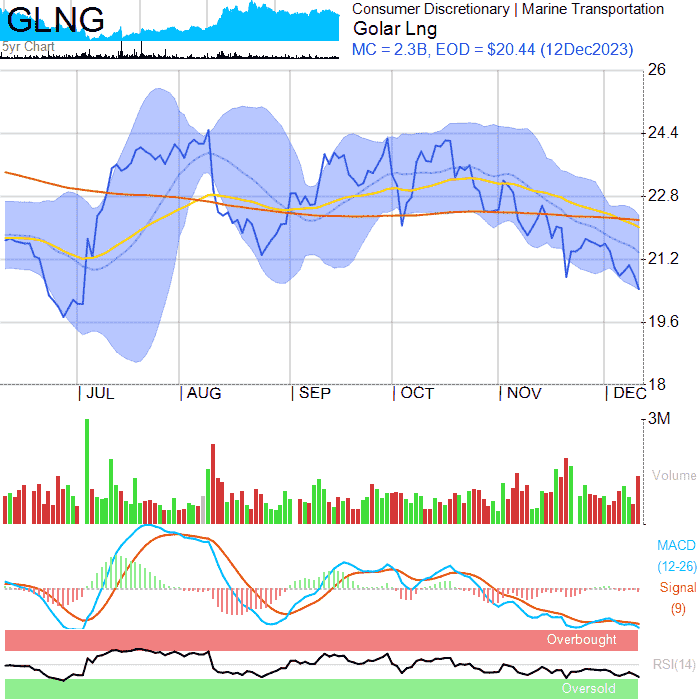 GLNG
5yr Chart
Consumer Discretionary | Marine Transportation
Golar Lng
MC = 2.3B, EOD = $20.44 (12Dec2023)
26
24.4
22.8
21.2
19.6
18
| JUL | AUG | SEP | OCT | NOV | DEC
3M
Volume
MACD
(12-26)
Signal
(9)
Overbought
RSI(14)
Oversold